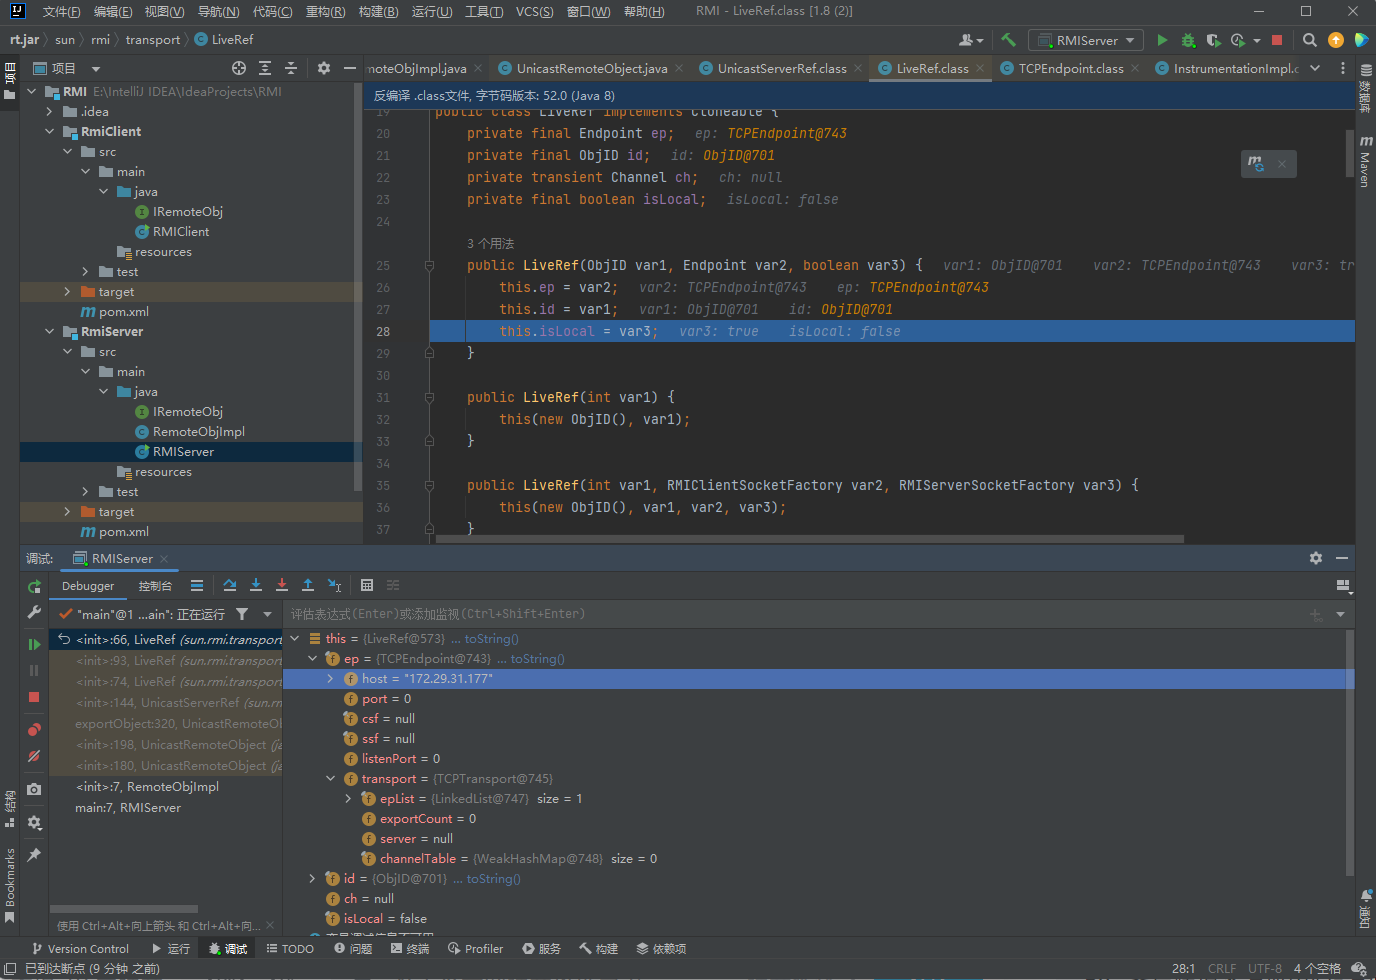 文件(F) 编辑(E) 视图(V) 导航(N) 代码(C) 重构(R) 构建(B) 运行(U) 工具(T) VCS(S) 窗口(W) 帮助(H) RMI - LiveRef.class [1.8 (2)]
rt.jar sun rmi transport LiveRef RMIServer
项目 moteObjImpl.java UnicastRemoteObject.java UnicastServerRef.class LiveRef.class TCPEndpoint.class InstrumentationImpl.c
RMI E:\IntelliJ IDEA\IdeaProjects\RMI
.idea
RmiClient
src
main
java
IRemoteObj
RMIClient
resources
test
target
pom.xml
RmiServer
src
main
java
IRemoteObj
RemoteObjImpl
RMIServer
resources
test
target
pom.xml
反编译 .class文件, 字节码版本: 52.0 (Java 8)
19 public class LiveRef implements Cloneable {
20 private final Endpoint ep; ep: TCPEndpoint@743
21 private final ObjID id; id: ObjID@701
22 private transient Channel ch; ch: null
23 private final boolean isLocal; isLocal: false
24
3 个用法
25 public LiveRef(ObjID var1, Endpoint var2, boolean var3) { var1: ObjID@701 var2: TCPEndpoint@743 var3: tr
26 this.ep = var2; var2: TCPEndpoint@743 ep: TCPEndpoint@743
27 this.id = var1; var1: ObjID@701 id: ObjID@701
28 this.isLocal = var3; var3: true isLocal: false
29 }
30
31 public LiveRef(int var1) {
32 this(new ObjID(), var1);
33 }
34
35 public LiveRef(int var1, RMIClientSocketFactory var2, RMIServerSocketFactory var3) {
36 this(new ObjID(), var1, var2, var3);
37 }
项目
数据库
Maven
调试: RMIServer
Debugger 控制台
"main"@1 ...ain": 正在运行
<init>:66, LiveRef (sun.rmi.transport
<init>:93, LiveRef (sun.rmi.transport
<init>:74, LiveRef (sun.rmi.transport
<init>:144, UnicastServerRef (sun.rn
exportObject:320, UnicastRemoteOl
<init>:198, UnicastRemoteObject (ja
<init>:180, UnicastRemoteObject (ja
<init>:7, RemoteObjImpl
main:7, RMIServer
使用 Ctrl+Alt+向上箭头 和 Ctrl+Alt+向...
评估表达式(Enter)或添加监视(Ctrl+Shift+Enter)
this = {LiveRef@573} ... toString()
ep = {TCPEndpoint@743} ... toString()
host = "172.29.31.177"
port = 0
csf = null
ssf = null
listenPort = 0
transport = {TCPTransport@745}
epList = {LinkedList@747} size = 1
exportCount = 0
server = null
channelTable = {WeakHashMap@748} size = 0
id = {ObjID@701} ... toString()
ch = null
isLocal = false
结构
Bookmarks
通知
Version Control 运行 调试 TODO 问题 终端 Profiler 服务 构建 依赖项
已到达断点 (9 分钟 之前) 28:1 CRLF UTF-8 4 个空格